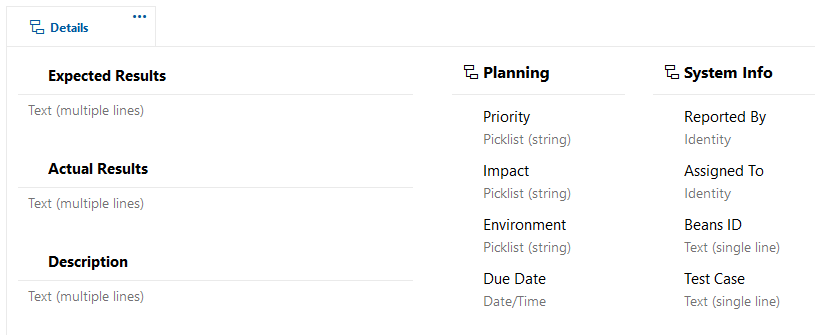 Details
Expected Results
Text (multiple lines)
Actual Results
Text (multiple lines)
Description
Text (multiple lines)
Planning
Priority
Picklist (string)
Impact
Picklist (string)
Environment
Picklist (string)
Due Date
Date/Time
System Info
Reported By
Identity
Assigned To
Identity
Beans ID
Text (single line)
Test Case
Text (single line)